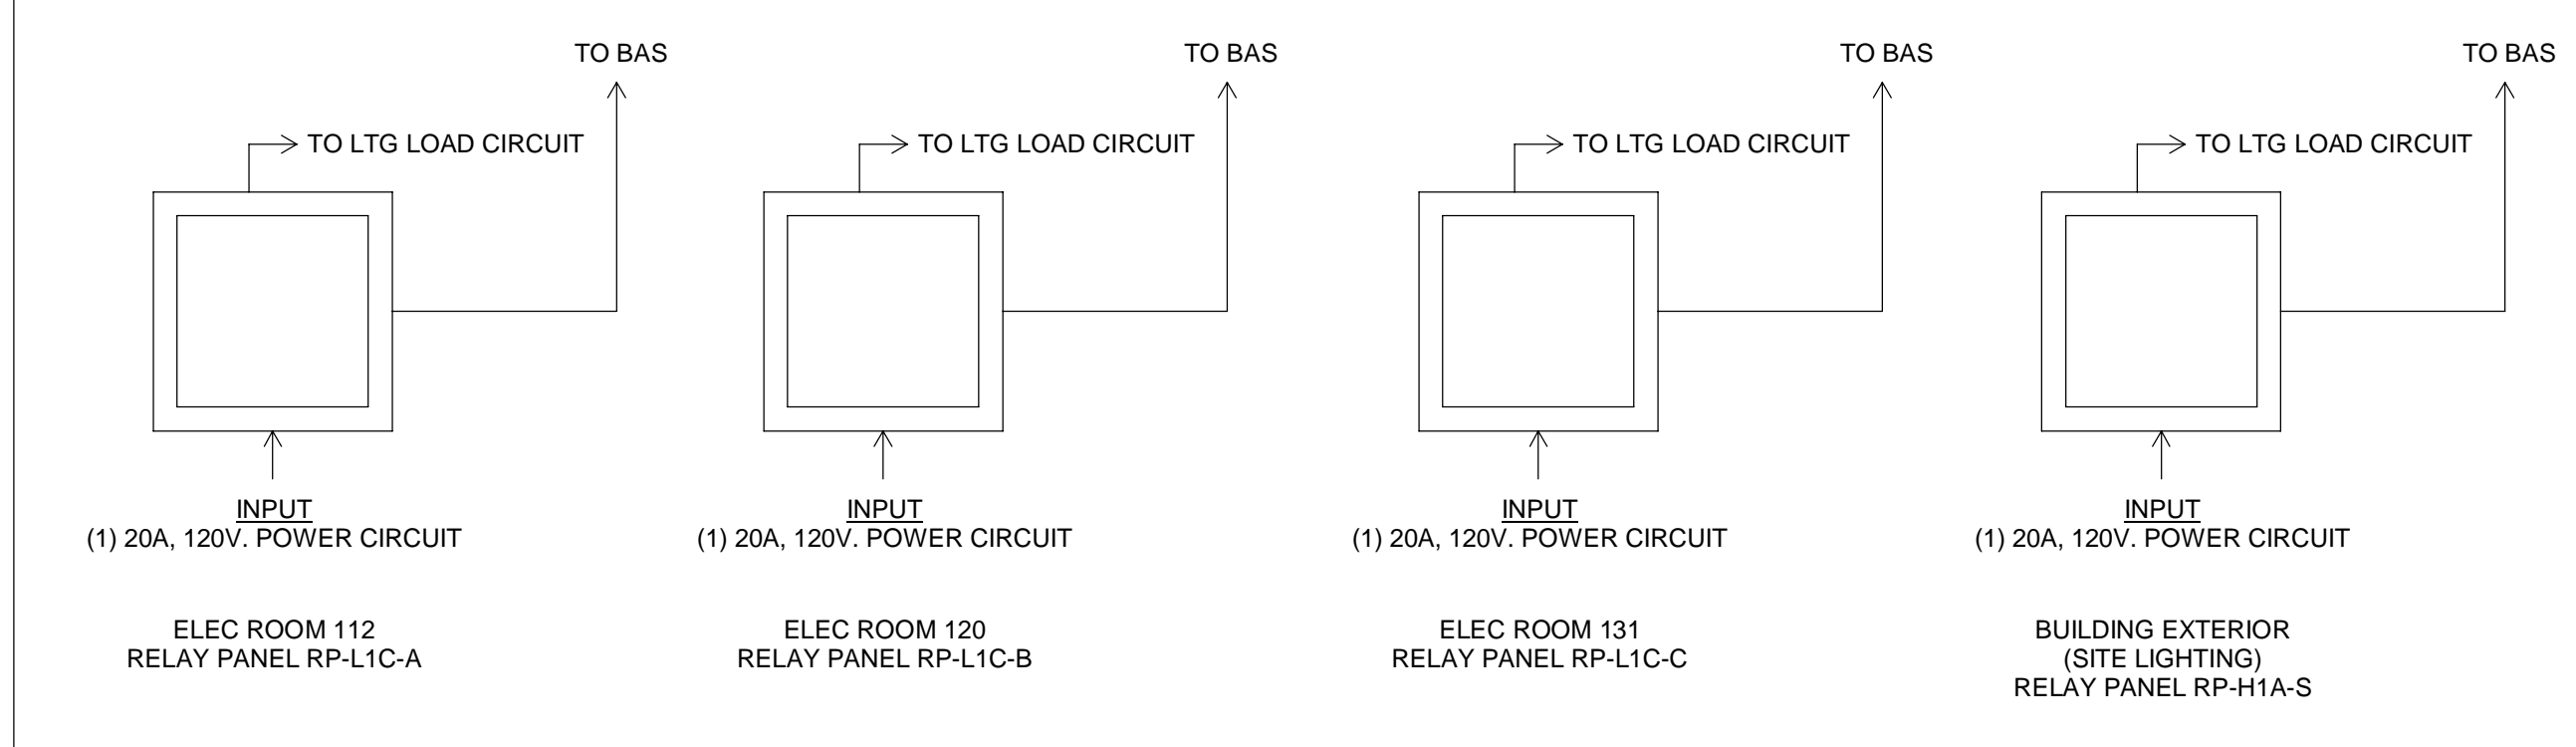 TO BAS
TO LTG LOAD CIRCUIT
INPUT
(1) 20A, 120V. POWER CIRCUIT
ELEC ROOM 112
RELAY PANEL RP-L1C-A
TO BAS
TO LTG LOAD CIRCUIT
INPUT
(1) 20A, 120V. POWER CIRCUIT
ELEC ROOM 120
RELAY PANEL RP-L1C-B
TO BAS
TO LTG LOAD CIRCUIT
INPUT
(1) 20A, 120V. POWER CIRCUIT
ELEC ROOM 131
RELAY PANEL RP-L1C-C
TO BAS
TO LTG LOAD CIRCUIT
INPUT
(1) 20A, 120V. POWER CIRCUIT
BUILDING EXTERIOR
(SITE LIGHTING)
RELAY PANEL RP-H1A-S